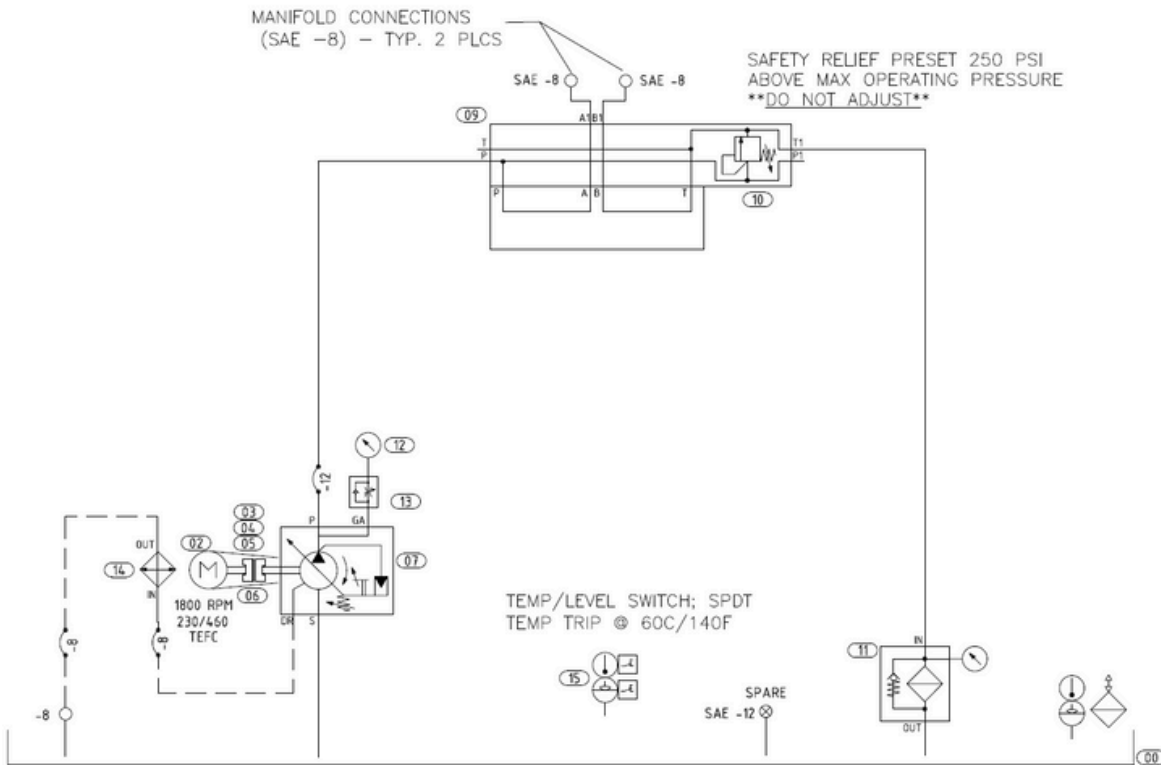 MANIFOLD CONNECTIONS
(SAE -8) - TYP. 2 PLCS
SAFETY RELIEF PRESET 250 PSI
ABOVE MAX OPERATING PRESSURE
**DO NOT ADJUST**
SAE -8
SAE -8
09
A1 B1
T
P
T1
P1
P
A
B
T
10
12
-12
13
P
GA
03
04
05
02
07
OUT
14
M
IN
06
1800 RPM
230/460
TEFC
DR
S
-8
-8
-8
TEMP/LEVEL SWITCH; SPDT
TEMP TRIP @ 60C/140F
15
SPARE
SAE -12
11
IN
OUT
00